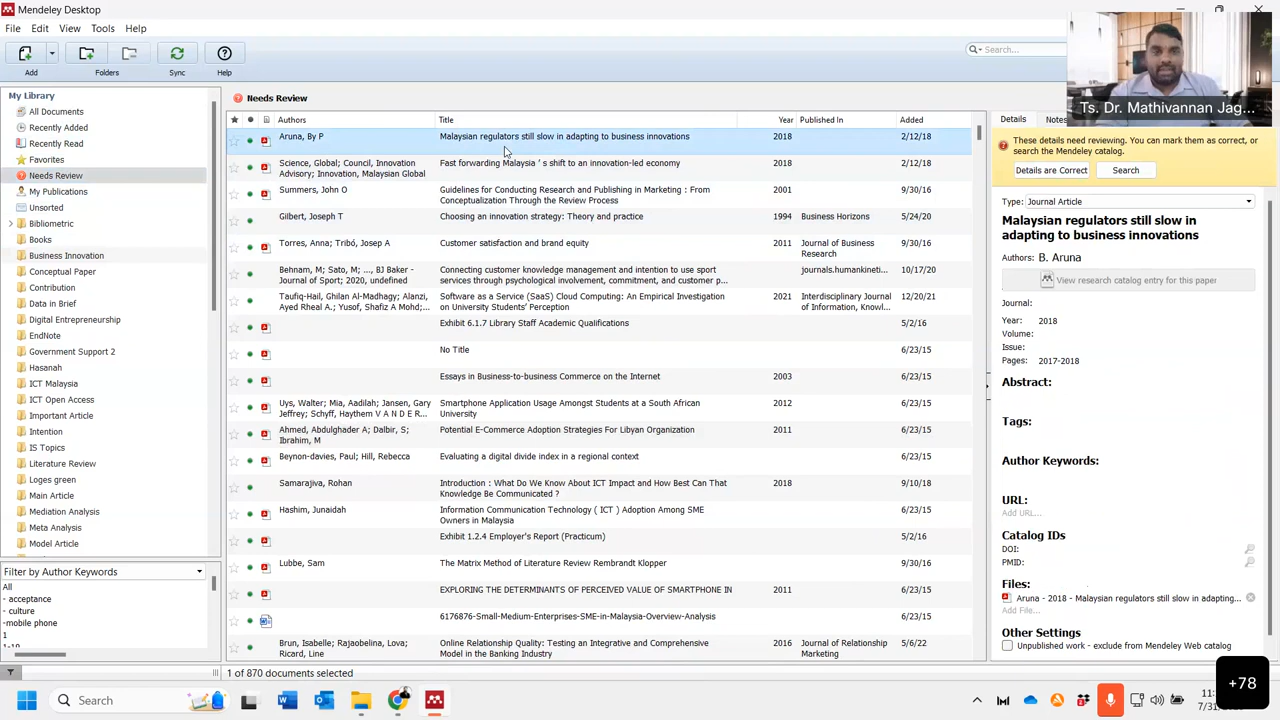 Mendeley Desktop
File Edit View Tools Help
Add Folders Sync Help
Search...
Ts. Dr. Mathivannan Jag...
My Library
All Documents
Recently Added
Recently Read
Favorites
Needs Review
My Publications
Unsorted
Bibliometric
Books
Business Innovation
Conceptual Paper
Contribution
Data in Brief
Digital Entrepreneurship
EndNote
Government Support 2
Hasanah
ICT Malaysia
ICT Open Access
Important Article
Intention
IS Topics
Literature Review
Loges green
Main Article
Mediation Analysis
Meta Analysis
Model Article
Filter by Author Keywords
All
- acceptance
- culture
-mobile phone
1
Needs Review
Authors Title Year Published In Added
Aruna, By P Malaysian regulators still slow in adapting to business innovations 2018 2/12/18
Science, Global; Council, Innovation Fast forwarding Malaysia ' s shift to an innovation-led economy 2018 2/12/18
Advisory; Innovation, Malaysian Global
Summers, John O Guidelines for Conducting Research and Publishing in Marketing : From 2001 9/30/16
Conceptualization Through the Review Process
Gilbert, Joseph T Choosing an innovation strategy: Theory and practice 1994 Business Horizons 5/24/20
Torres, Anna; Tribó, Josep A Customer satisfaction and brand equity 2011 Journal of Business 9/30/16
Research
Behnam, M; Sato, M; ..., BJ Baker - Connecting customer knowledge management and intention to use sport journals.humankineti... 10/17/20
Journal of Sport; 2020, undefined services through psychological involvement, commitment, and customer p...
Taufiq-Hail, Ghilan Al-Madhagy; Alanzi, Software as a Service (SaaS) Cloud Computing: An Empirical Investigation 2021 Interdisciplinary Journal 12/20/21
Ayed Rheal A.; Yusof, Shafiz A Mohd;... on University Students' Perception of Information, Knowl...
Exhibit 6.1.7 Library Staff Academic Qualifications 5/2/16
No Title 6/23/15
Essays in Business-to-business Commerce on the Internet 2003 6/23/15
Uys, Walter; Mia, Aadilah; Jansen, Gary Smartphone Application Usage Amongst Students at a South African 2012 6/23/15
Jeffrey; Schyff, Haythem V A N D E R... University
Ahmed, Abdulghader A; Dalbir, S; Potential E-Commerce Adoption Strategies For Libyan Organization 2011 6/23/15
Ibrahim, M
Beynon-davies, Paul; Hill, Rebecca Evaluating a digital divide index in a regional context 6/23/15
Samarajiva, Rohan Introduction : What Do We Know About ICT Impact and How Best Can That 2018 9/10/18
Knowledge Be Communicated ?
Hashim, Junaidah Information Communication Technology ( ICT ) Adoption Among SME 6/23/15
Owners in Malaysia
Exhibit 1.2.4 Employer's Report (Practicum) 5/2/16
Lubbe, Sam The Matrix Method of Literature Review Rembrandt Klopper 9/30/16
EXPLORING THE DETERMINANTS OF PERCEIVED VALUE OF SMARTPHONE IN 2011 6/23/15
6176876-Small-Medium-Enterprises-SME-in-Malaysia-Overview-Analysis 6/23/15
Brun, Isabelle; Rajaobelina, Lova; Online Relationship Quality: Testing an Integrative and Comprehensive 2016 Journal of Relationship 5/6/22
Ricard, Line Model in the Banking Industry Marketing
1 of 870 documents selected
Details Notes
These details need reviewing. You can mark them as correct, or
search the Mendeley catalog.
Details are Correct Search
Type: Journal Article
Malaysian regulators still slow in
adapting to business innovations
Authors: B. Aruna
View research catalog entry for this paper
Journal:
Year: 2018
Volume:
Issue:
Pages: 2017-2018
Abstract:
Tags:
Author Keywords:
URL:
Add URL...
Catalog IDs
DOI:
PMID:
Files:
Aruna - 2018 - Malaysian regulators still slow in adapting...
Add File...
Other Settings
Unpublished work - exclude from Mendeley Web catalog
+78
Search